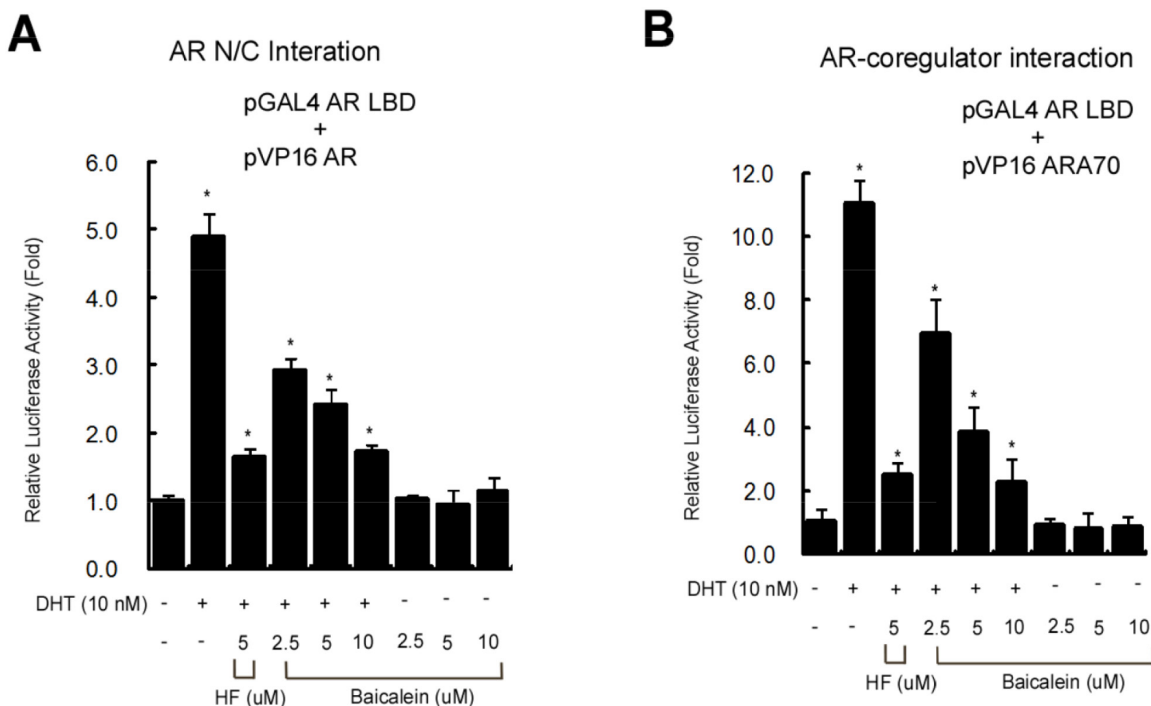 A
AR N/C Interation
pGAL4 AR LBD
+
pVP16 AR
Relative Luciferase Activity (Fold)
6.0
5.0
4.0
3.0
2.0
1.0
0.0
* * * * * *
DHT (10 nM) - + + + + + - - -
- - 5 2.5 5 10 2.5 5 10
HF (uM) Baicalein (uM)
B
AR-coregulator interaction
pGAL4 AR LBD
+
pVP16 ARA70
Relative Luciferase Activity (Fold)
12.0
10.0
8.0
6.0
4.0
2.0
0.0
* * * * *
DHT (10 nM) - + + + + + - - -
- - 5 2.5 5 10 2.5 5 10
HF (uM) Baicalein (uM)